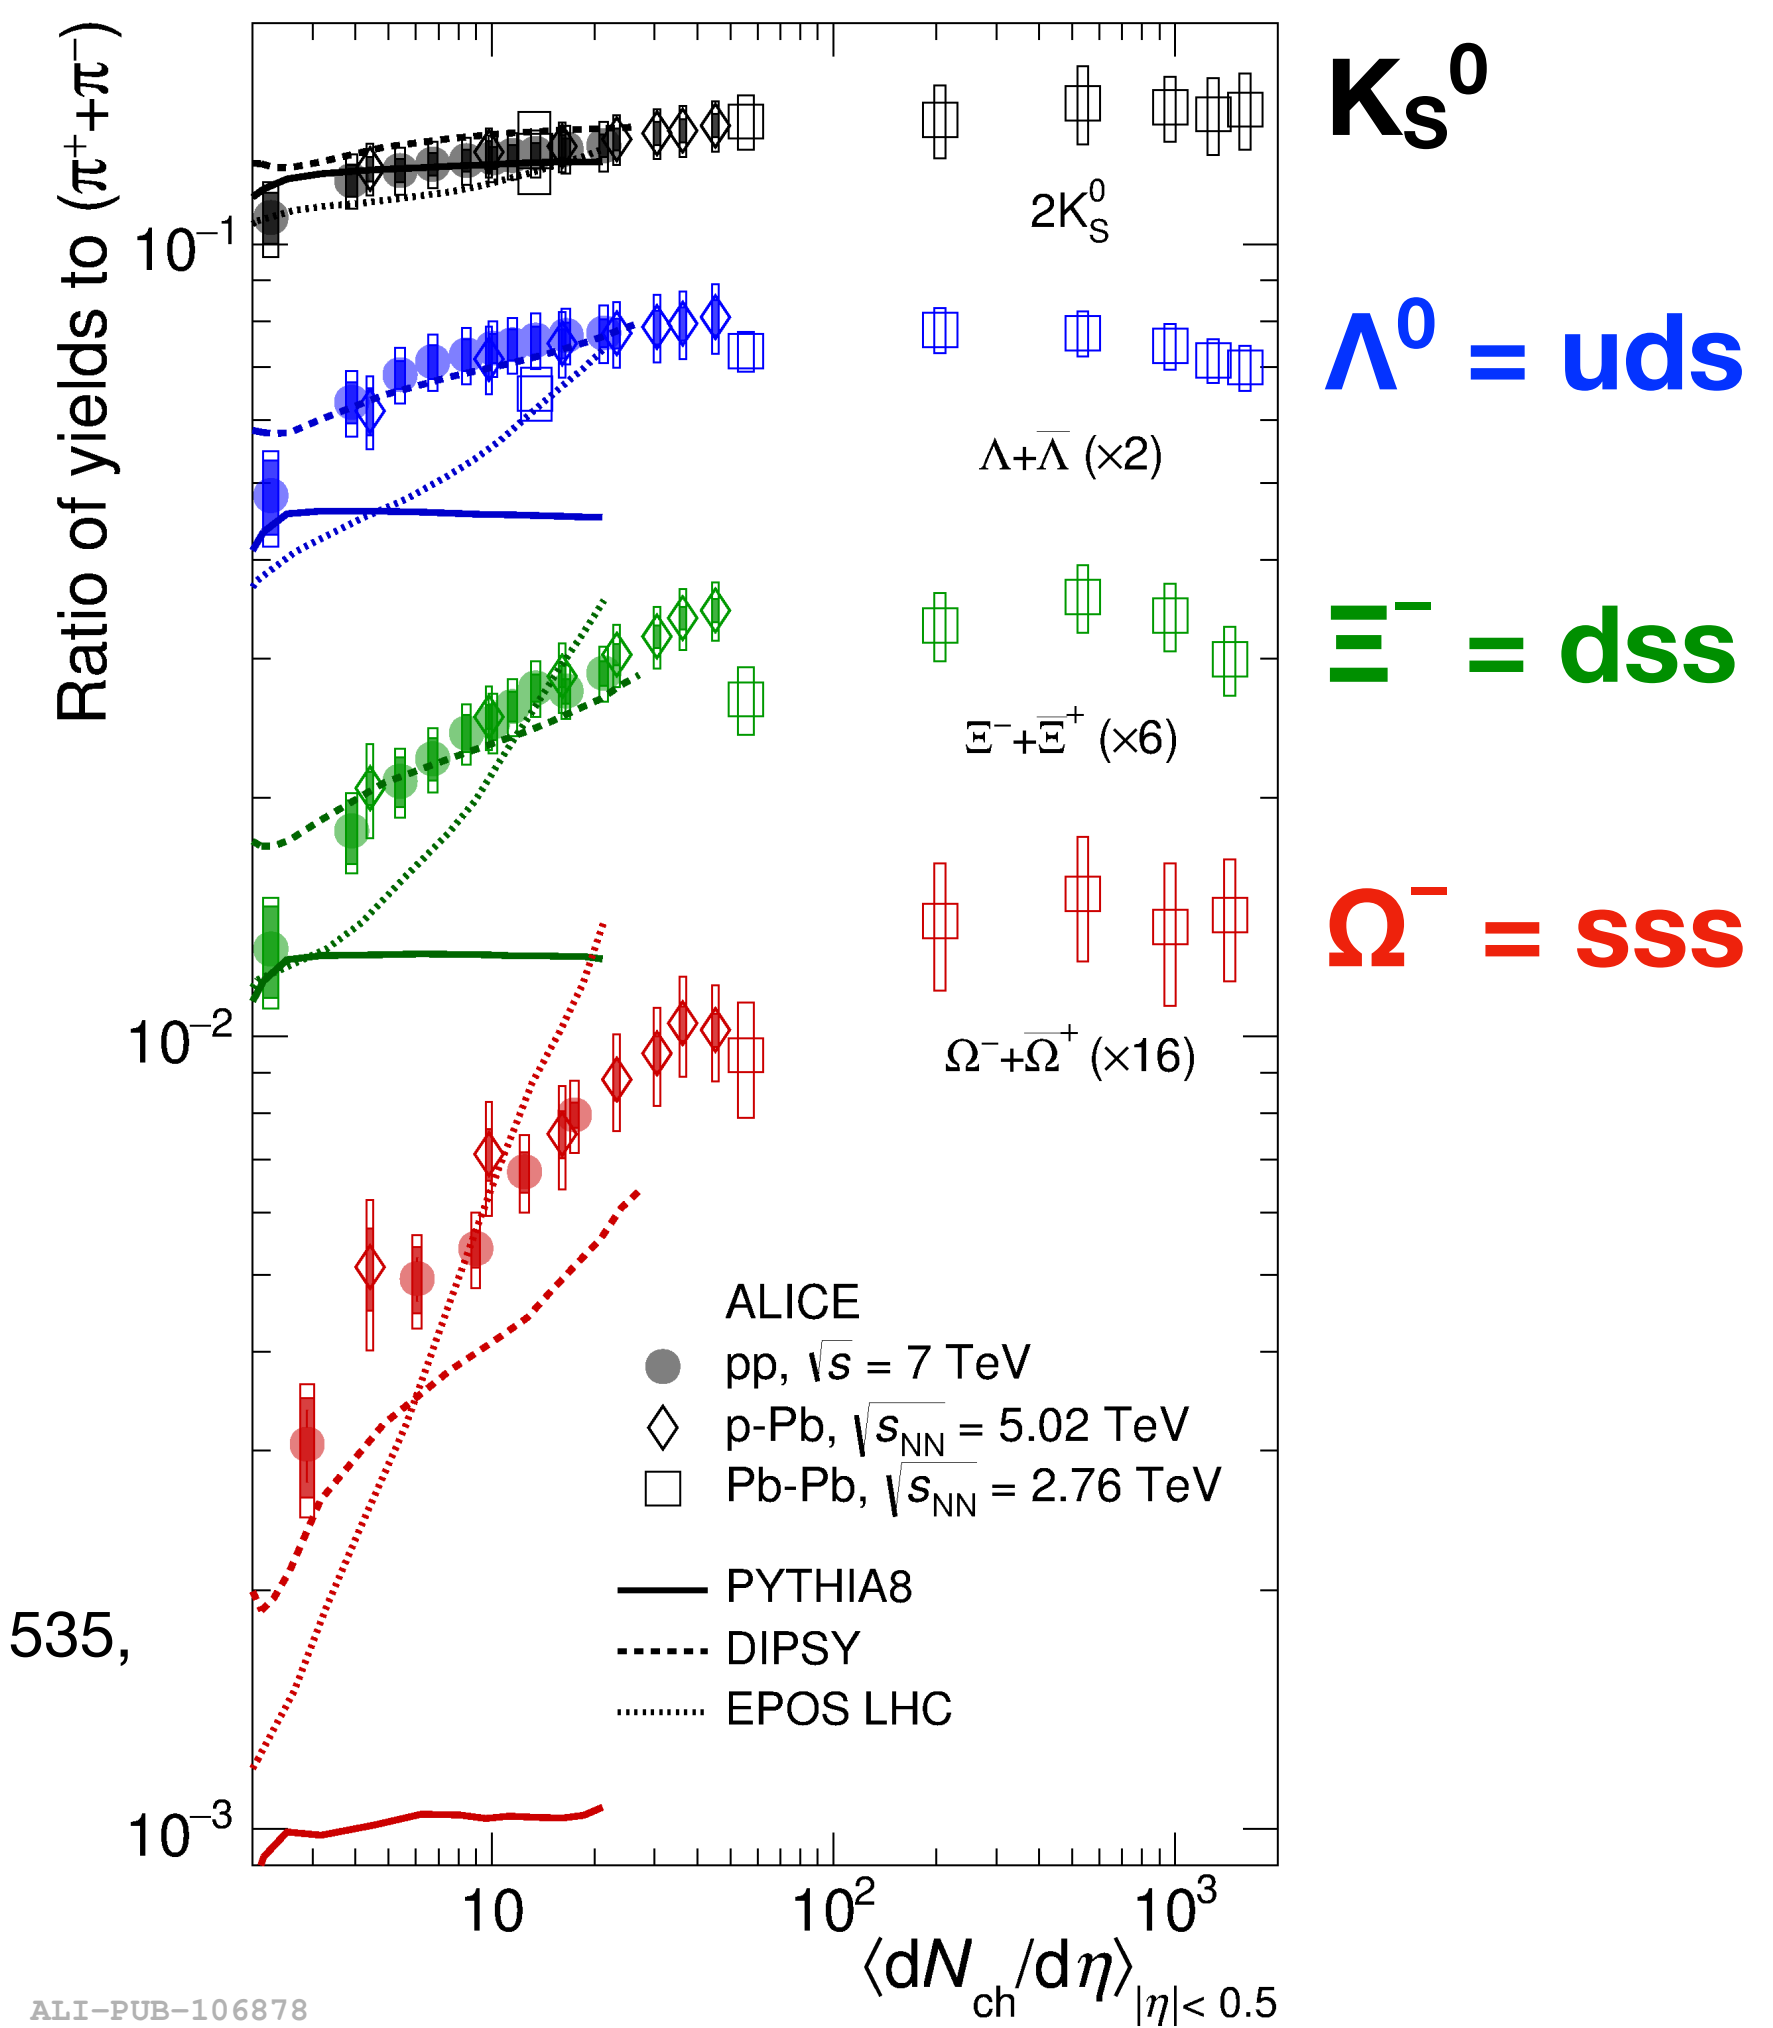 Ratio of yields to (π⁺+π⁻)
K_S⁰
2K_S⁰
10⁻¹
Λ⁰ = uds
Λ+Λ̅ (×2)
Ξ⁻ = dss
Ξ⁻+Ξ̅⁺ (×6)
Ω⁻ = sss
10⁻²
Ω⁻+Ω̅⁺ (×16)
ALICE
pp, √s = 7 TeV
p-Pb, √s_NN = 5.02 TeV
Pb-Pb, √s_NN = 2.76 TeV
PYTHIA8
DIPSY
EPOS LHC
535,
10⁻³
10 10² 10³
⟨dN_ch/dη⟩_|η|< 0.5
ALI-PUB-106878